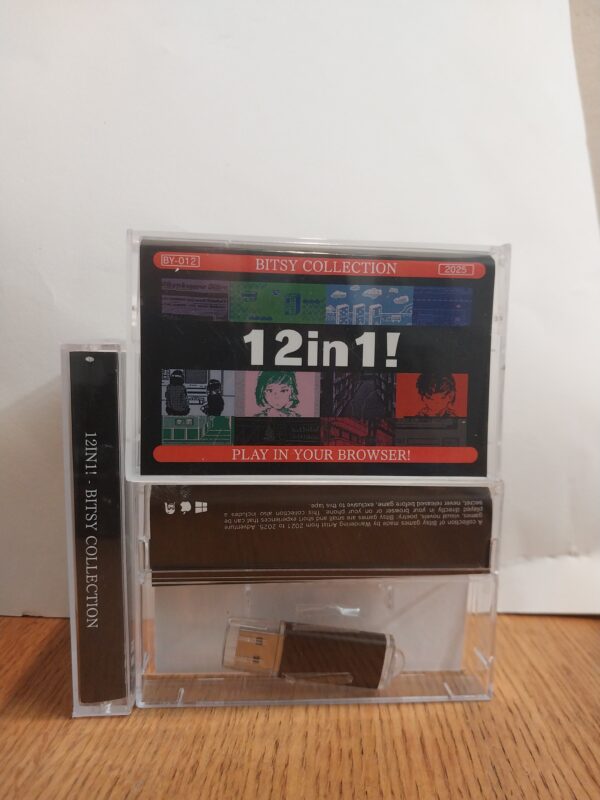 BY-012
BITSY COLLECTION
2025
12in1!
PLAY IN YOUR BROWSER!
12IN1! - BITSY COLLECTION
A collection of Bitsy games made by Wandering Artist from 2021 to 2025. Adventure
games, visual novels, poetry. Bitsy games are small and short experiences that can be
played directly in your browser or on your phone. This collection also includes a
secret, never released before game, exclusive to this tape.